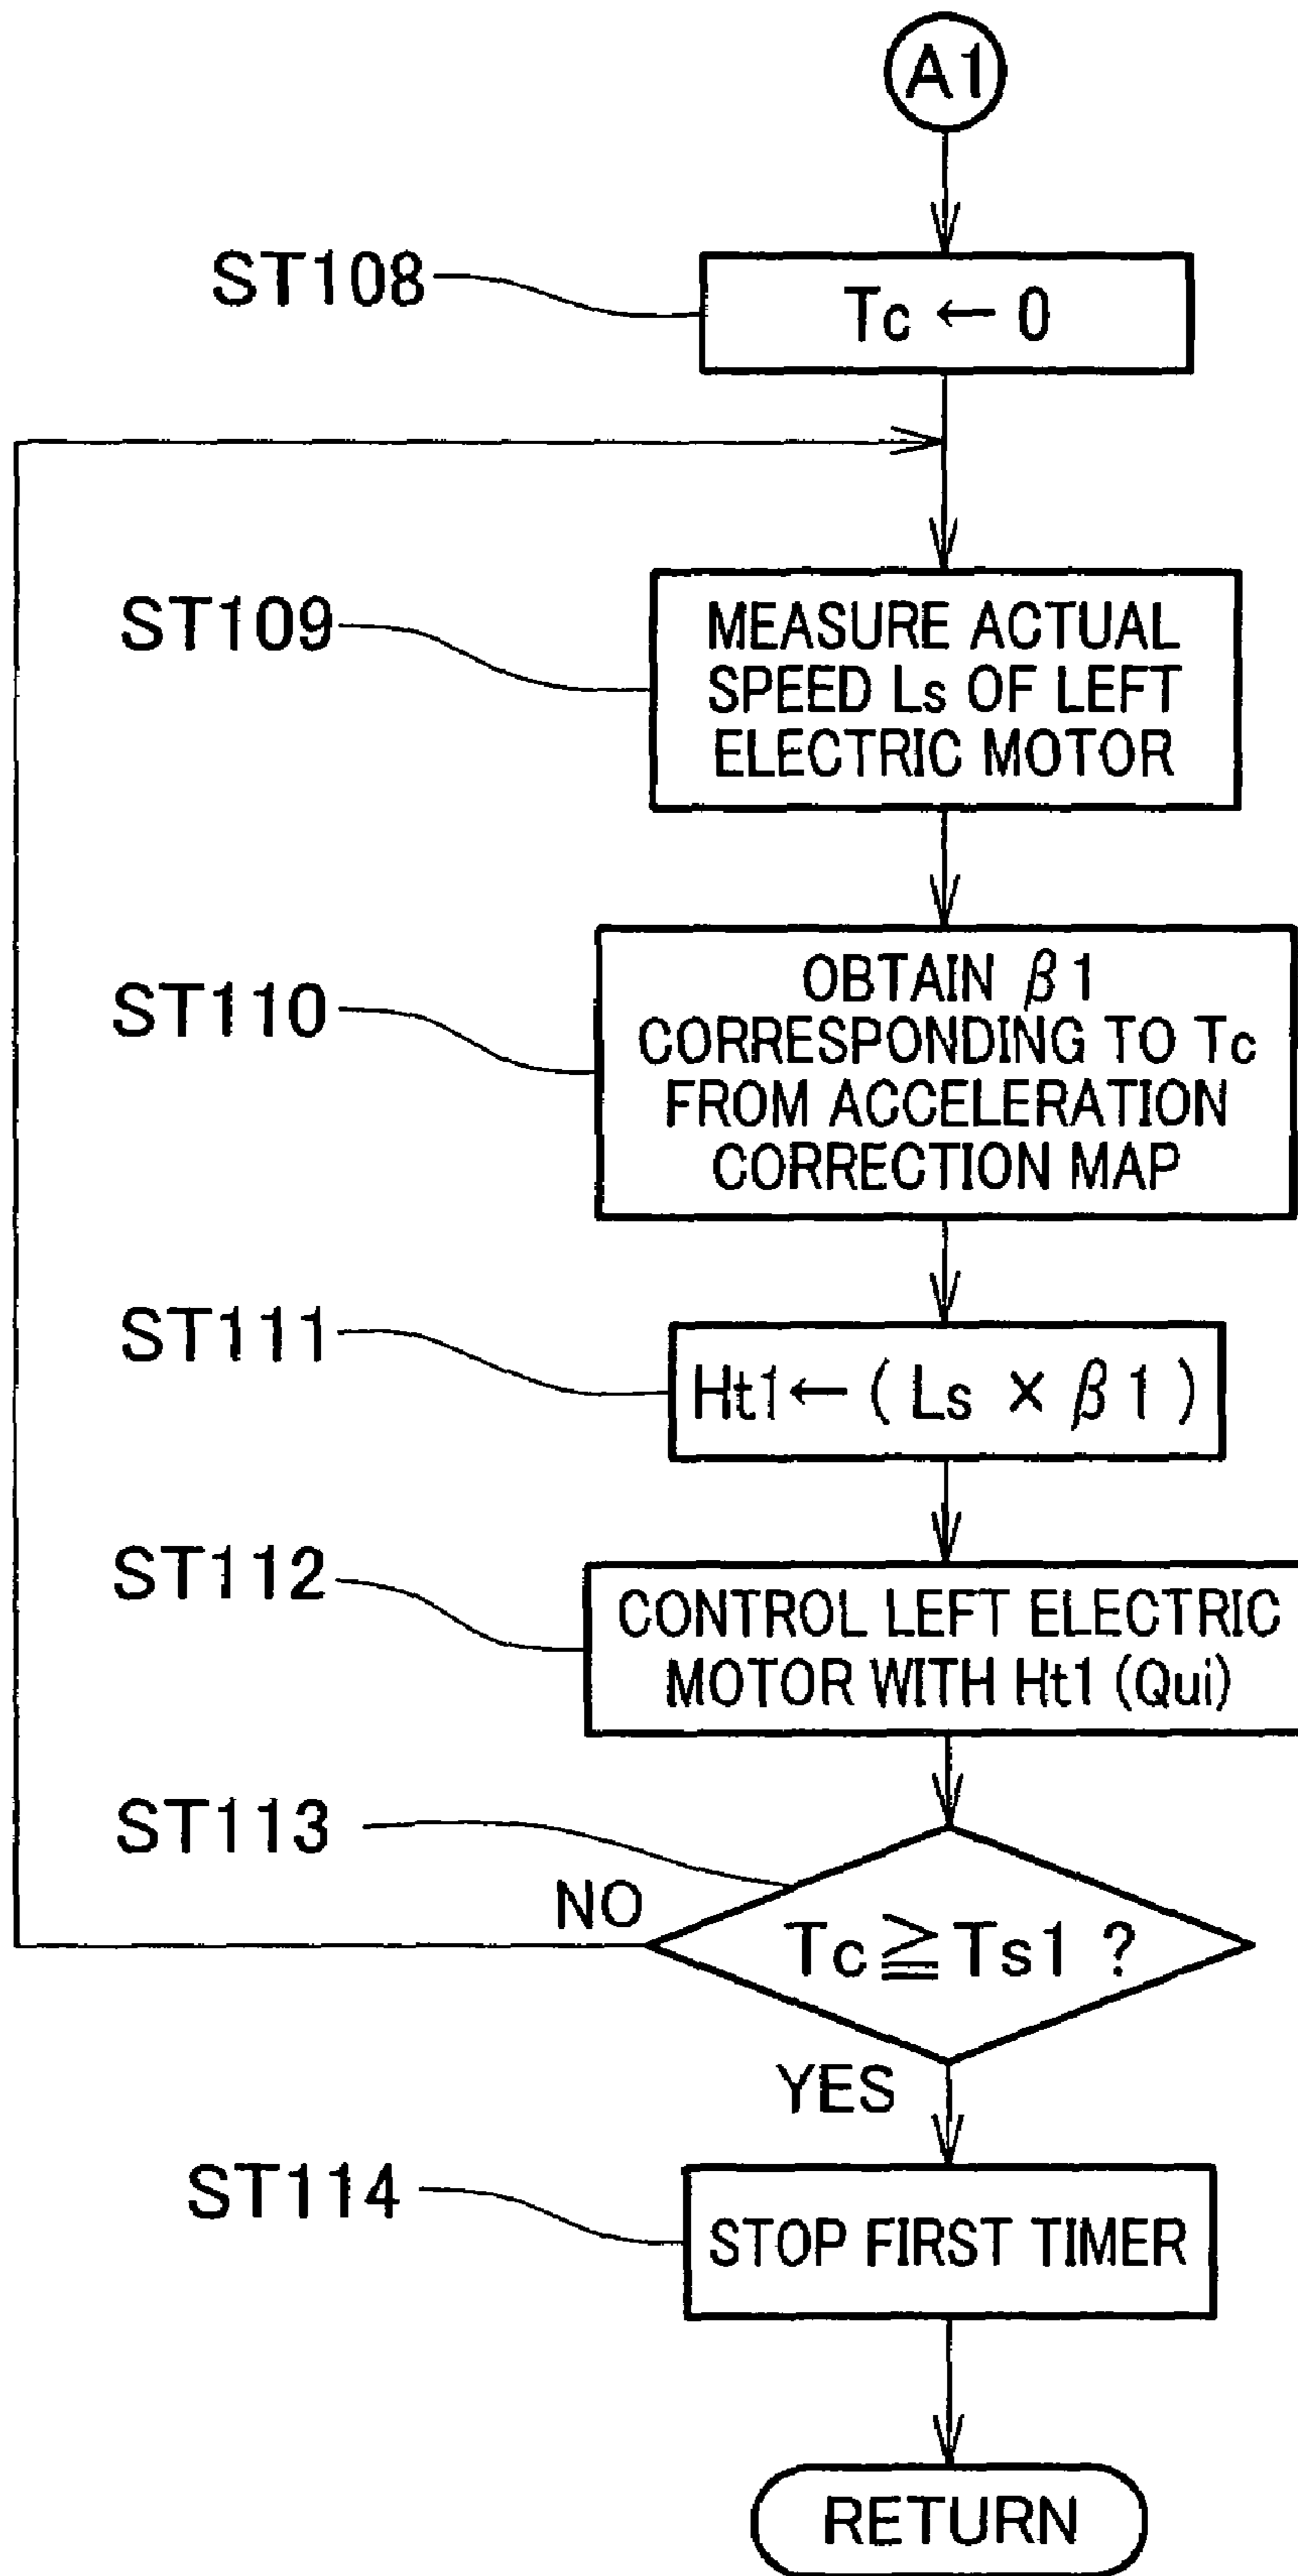 A1
ST108
Tc ← 0
ST109
MEASURE ACTUAL
SPEED Ls OF LEFT
ELECTRIC MOTOR
ST110
OBTAIN β1
CORRESPONDING TO Tc
FROM ACCELERATION
CORRECTION MAP
ST111
Ht1← ( Ls × β1 )
ST112
CONTROL LEFT ELECTRIC
MOTOR WITH Ht1 (Qui)
ST113
NO
Tc ≧ Ts1 ?
YES
ST114
STOP FIRST TIMER
RETURN